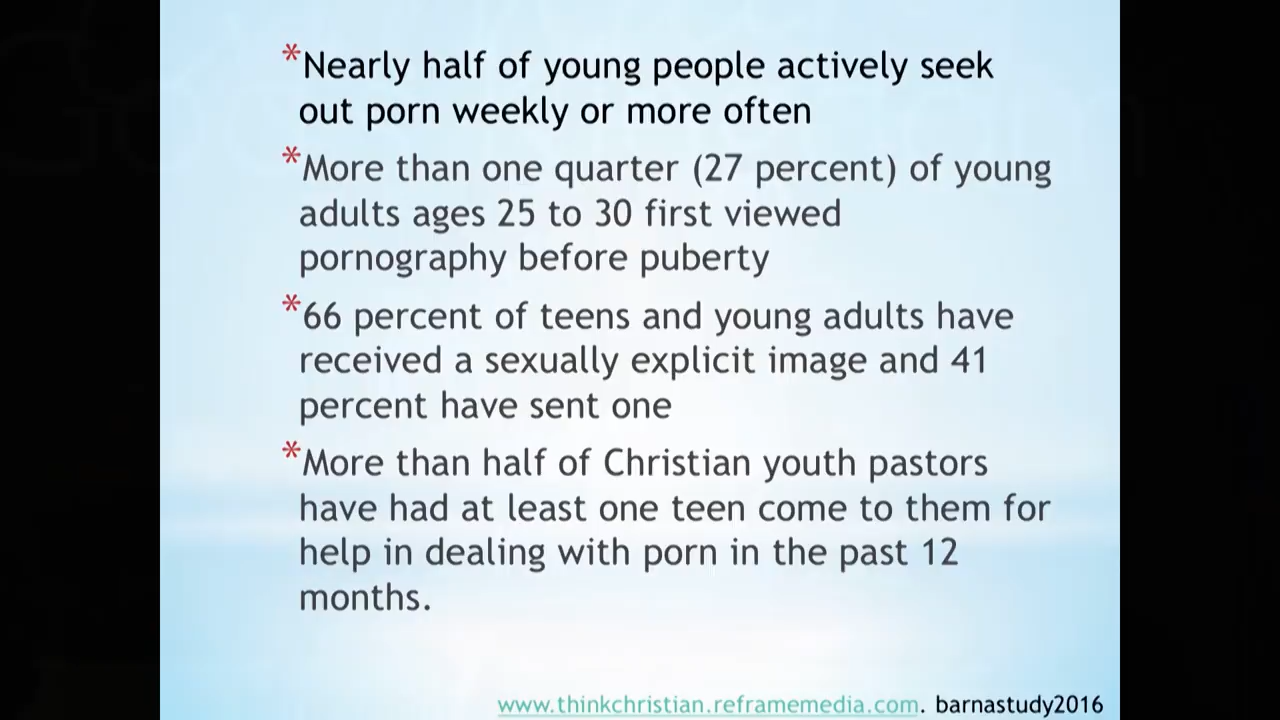 *Nearly half of young people actively seek
out porn weekly or more often
*More than one quarter (27 percent) of young
adults ages 25 to 30 first viewed
pornography before puberty
*66 percent of teens and young adults have
received a sexually explicit image and 41
percent have sent one
*More than half of Christian youth pastors
have had at least one teen come to them for
help in dealing with porn in the past 12
months.
www.thinkchristian.reframemedia.com. barnastudy2016